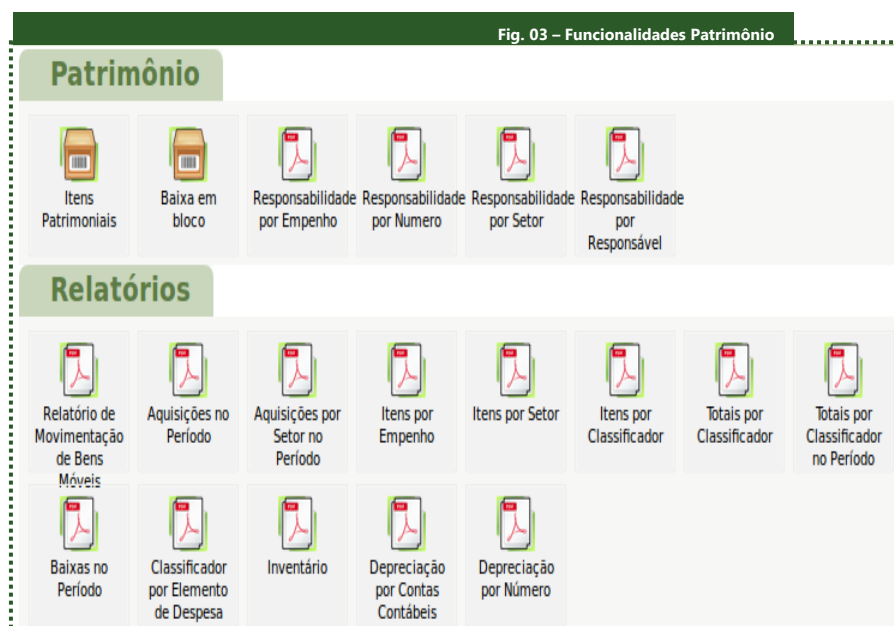 Fig. 03 – Funcionalidades Patrimônio
Patrimônio
Itens
Patrimoniais
Baixa em
bloco
Responsabilidade
por Empenho
Responsabilidade
por Numero
Responsabilidade
por Setor
Responsabilidade
por
Responsável
Relatórios
Relatório de
Movimentação
de Bens
Móveis
Aquisições no
Período
Aquisições por
Setor no
Período
Itens por
Empenho
Itens por Setor
Itens por
Classificador
Totais por
Classificador
Totais por
Classificador
no Período
Baixas no
Período
Classificador
por Elemento
de Despesa
Inventário
Depreciação
por Contas
Contábeis
Depreciação
por Número